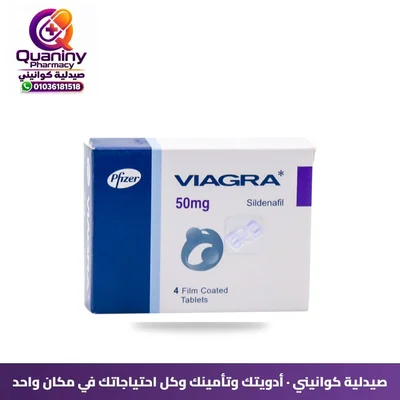 Quaniny
Pharmacy
صيدلية كوانيني
01036181518
Pfizer
VIAGRA*
50mg
Sildenafil
4 Film Coated
Tablets
صيدلية كوانيني - أدويتك وتأمينك وكل احتياجاتك في مكان واحد